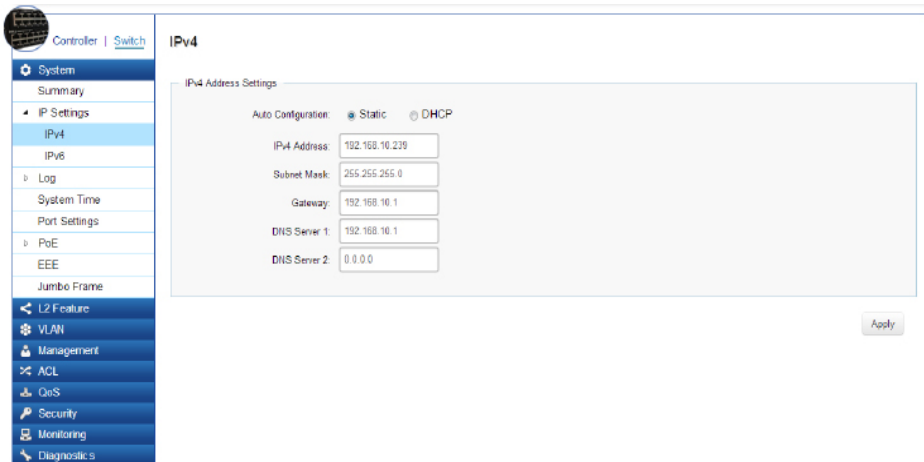 Controller | Switch
System
Summary
IP Settings
IPv4
IPv6
Log
System Time
Port Settings
PoE
EEE
Jumbo Frame
L2 Feature
VLAN
Management
ACL
QoS
Security
Monitoring
Diagnostics
IPv4
IPv4 Address Settings
Auto Configuration: Static DHCP
IPv4 Address: 192.168.10.239
Subnet Mask: 255.255.255.0
Gateway: 192.168.10.1
DNS Server 1: 192.168.10.1
DNS Server 2: 0.0.0.0
Apply